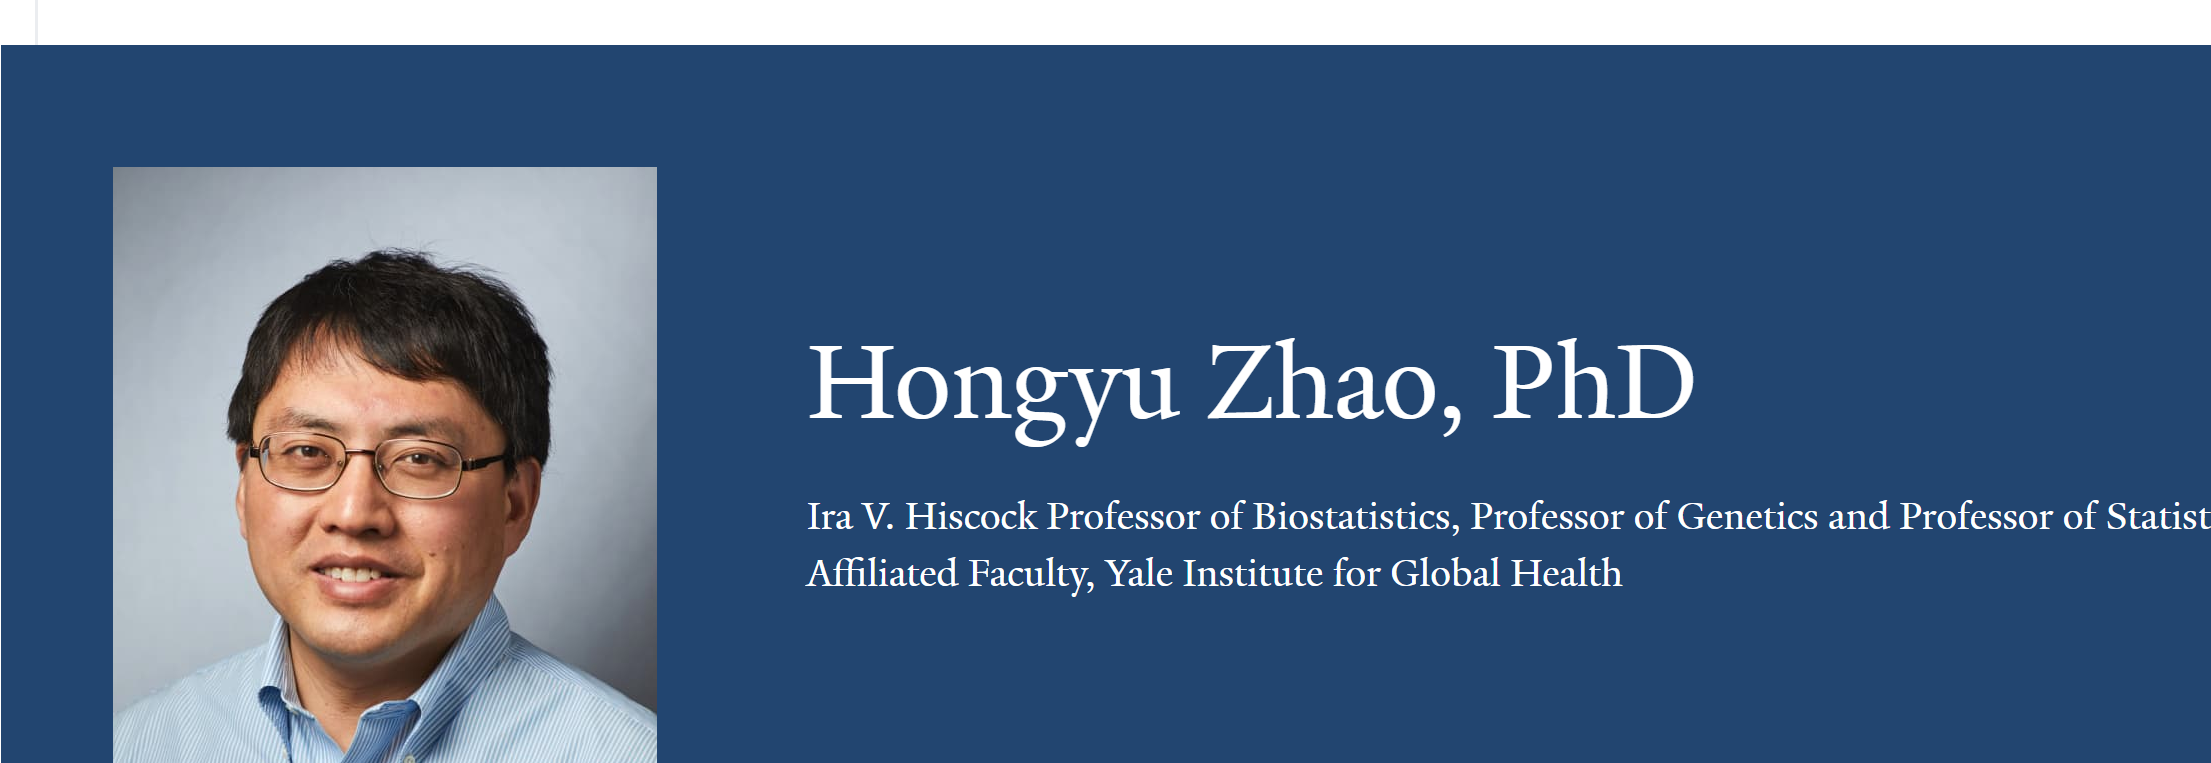 Hongyu Zhao, PhD
Ira V. Hiscock Professor of Biostatistics, Professor of Genetics and Professor of Statist
Affiliated Faculty, Yale Institute for Global Health